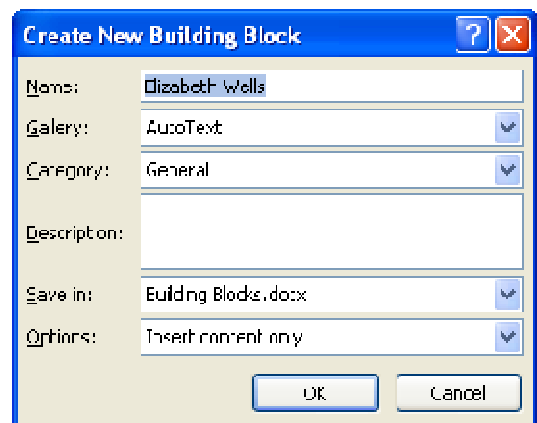 Create New Building Block
Name: Elizabeth Wells
Gallery: AutoText
Category: General
Description:
Save in: Building Blocks.dotx
Options: Insert content only
OK Cancel